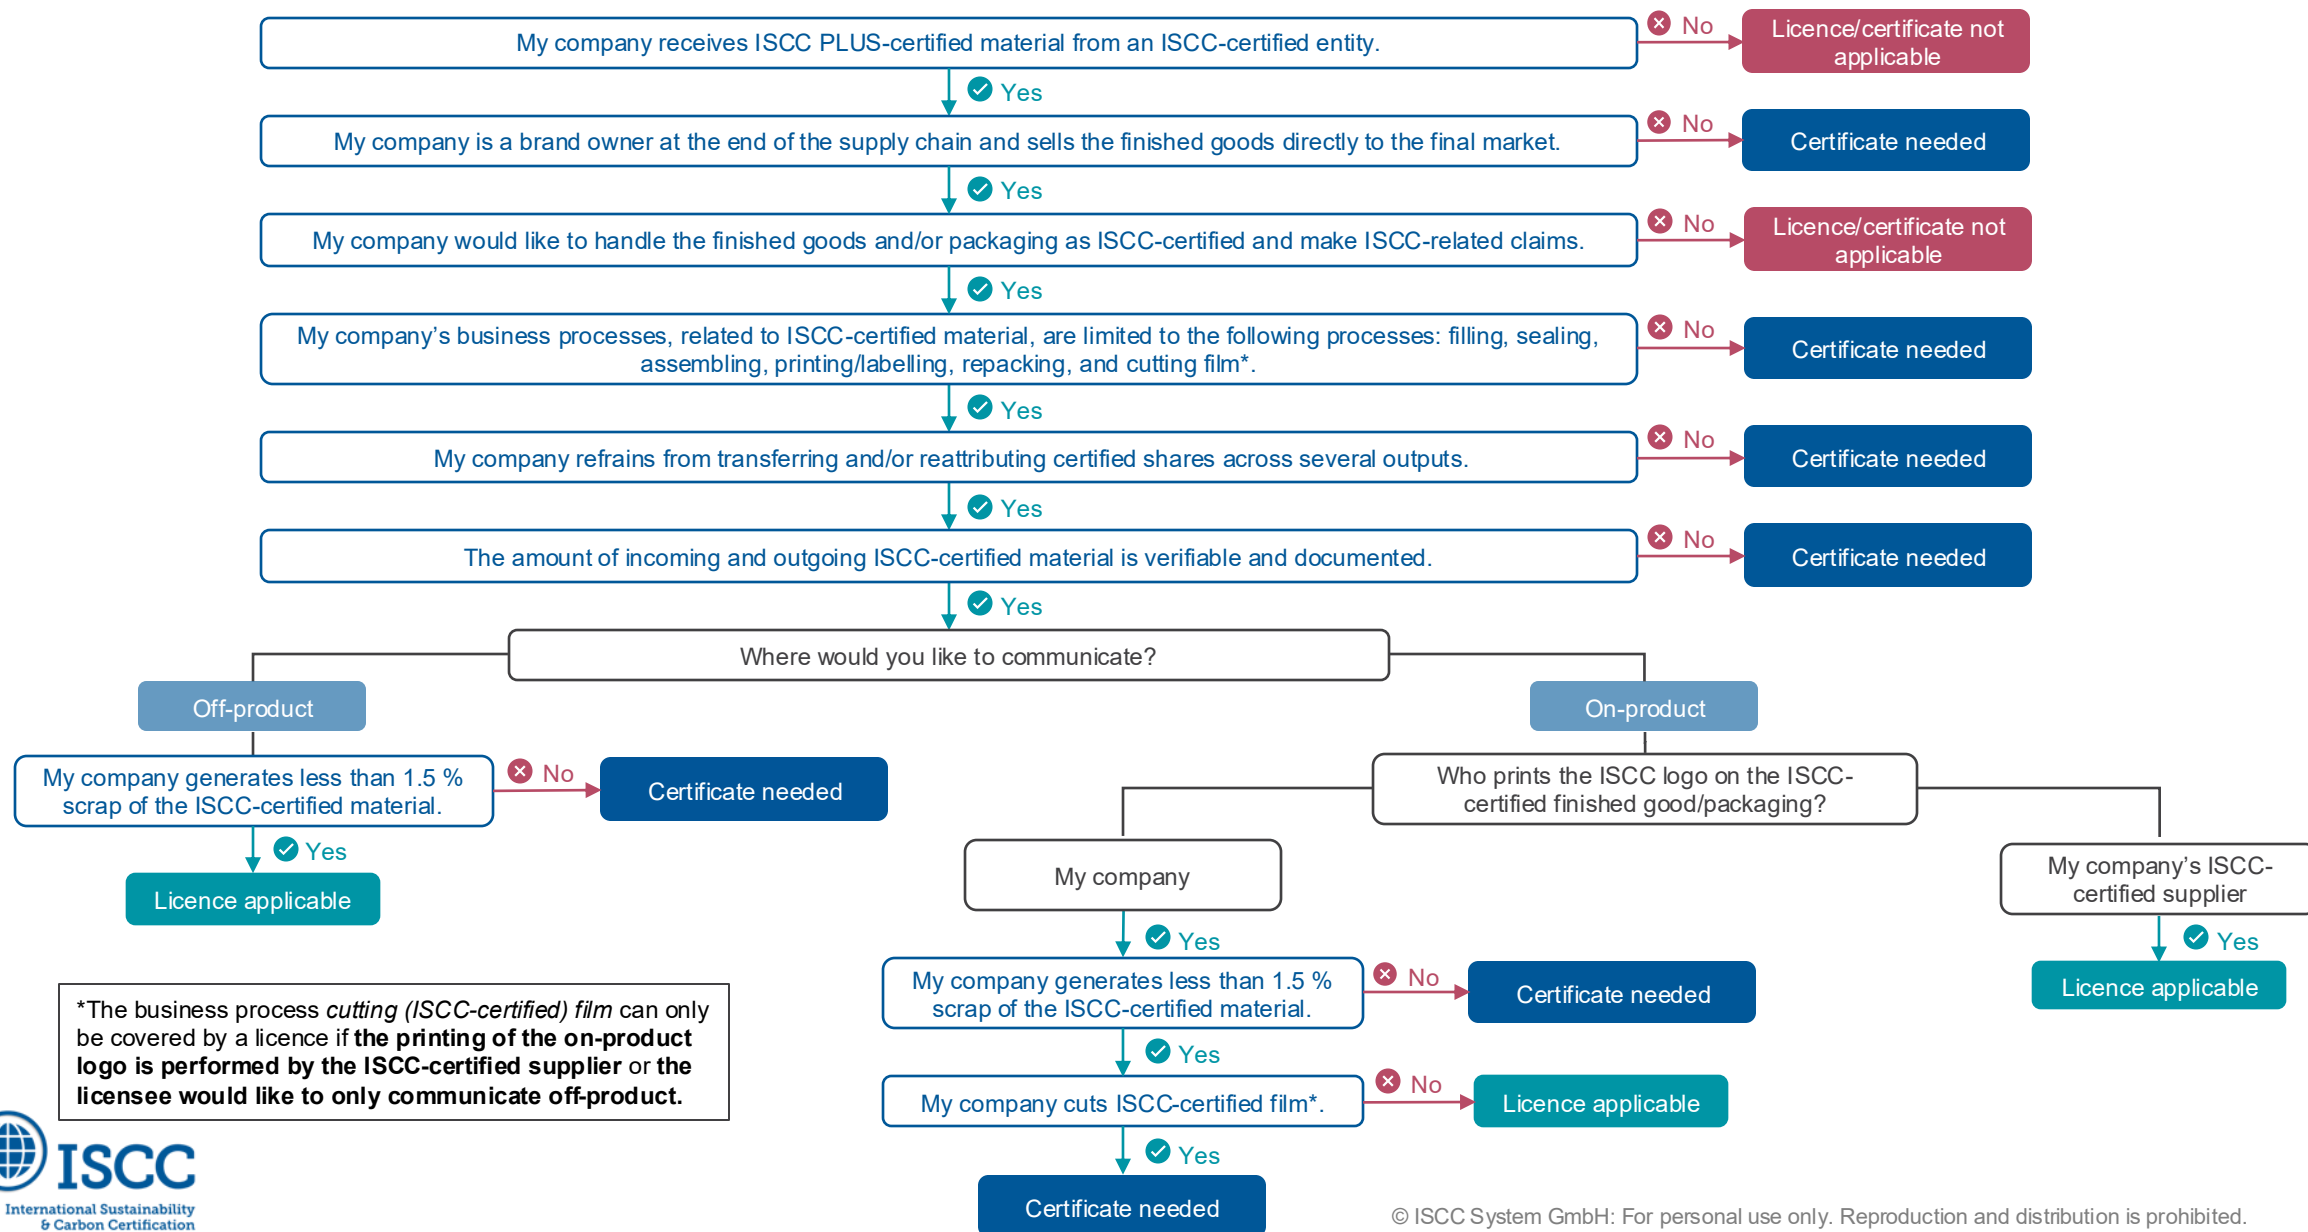 My company receives ISCC PLUS-certified material from an ISCC-certified entity.
No
Licence/certificate not
applicable
Yes
My company is a brand owner at the end of the supply chain and sells the finished goods directly to the final market.
No
Certificate needed
Yes
My company would like to handle the finished goods and/or packaging as ISCC-certified and make ISCC-related claims.
No
Licence/certificate not
applicable
Yes
My company's business processes, related to ISCC-certified material, are limited to the following processes: filling, sealing,
assembling, printing/labelling, repacking, and cutting film*.
No
Certificate needed
Yes
My company refrains from transferring and/or reattributing certified shares across several outputs.
No
Certificate needed
Yes
The amount of incoming and outgoing ISCC-certified material is verifiable and documented.
No
Certificate needed
Yes
Where would you like to communicate?
Off-product
My company generates less than 1.5 %
scrap of the ISCC-certified material.
No
Certificate needed
Yes
Licence applicable
On-product
Who prints the ISCC logo on the ISCC-
certified finished good/packaging?
My company
Yes
My company generates less than 1.5 %
scrap of the ISCC-certified material.
No
Certificate needed
Yes
My company cuts ISCC-certified film*.
No
Licence applicable
Yes
Certificate needed
My company's ISCC-
certified supplier
Yes
Licence applicable
*The business process cutting (ISCC-certified) film can only
be covered by a licence if the printing of the on-product
logo is performed by the ISCC-certified supplier or the
licensee would like to only communicate off-product.
ISCC
International Sustainability
& Carbon Certification
© ISCC System GmbH: For personal use only. Reproduction and distribution is prohibited.